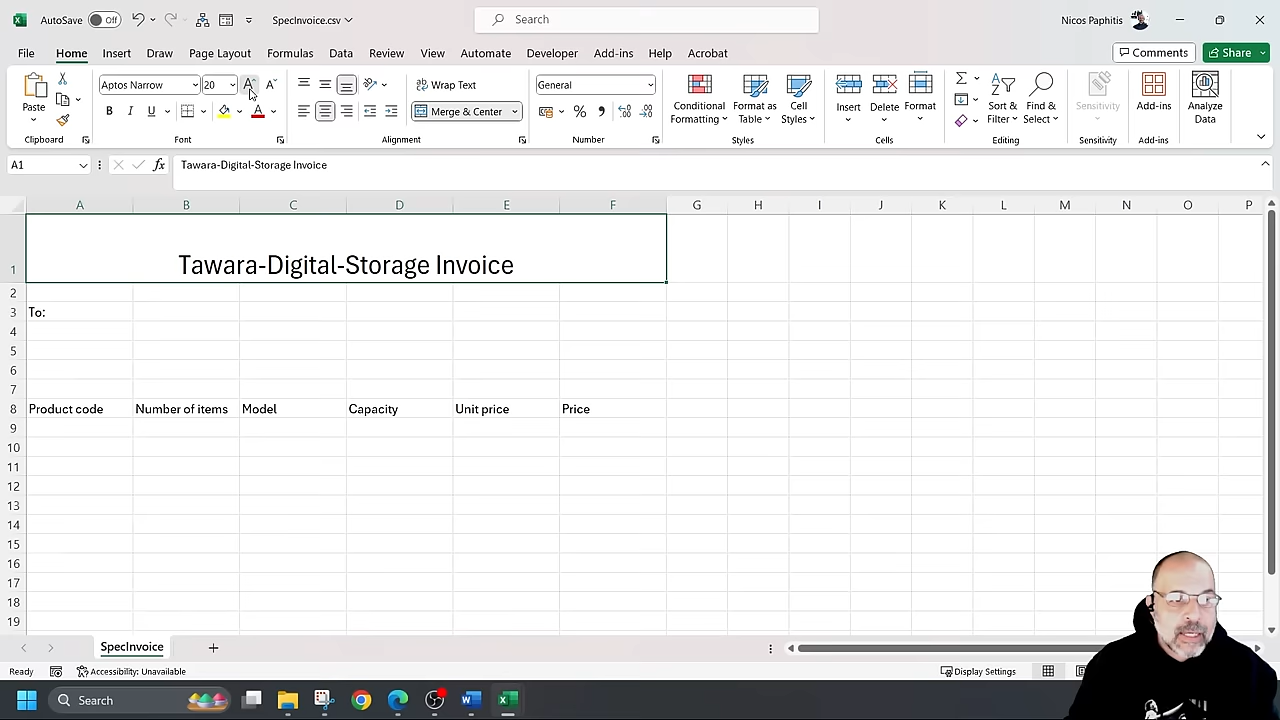 AutoSave Off SpecInvoice.csv Search Nicos Paphitis
File Home Insert Draw Page Layout Formulas Data Review View Automate Developer Add-ins Help Acrobat Comments Share
Paste Aptos Narrow 20 A A Wrap Text General Conditional Formatting Format as Table Cell Styles Insert Delete Format Sort & Filter Find & Select Sensitivity Add-ins Analyze Data
B I U A Merge & Center % 9
Clipboard Font Alignment Number Styles Cells Editing Sensitivity Add-ins
A1 fx Tawara-Digital-Storage Invoice
A B C D E F G H I J K L M N O P
1 Tawara-Digital-Storage Invoice
2
3 To:
4
5
6
7
8 Product code Number of items Model Capacity Unit price Price
9
10
11
12
13
14
15
16
17
18
19
SpecInvoice
Ready Accessibility: Unavailable Display Settings
Search